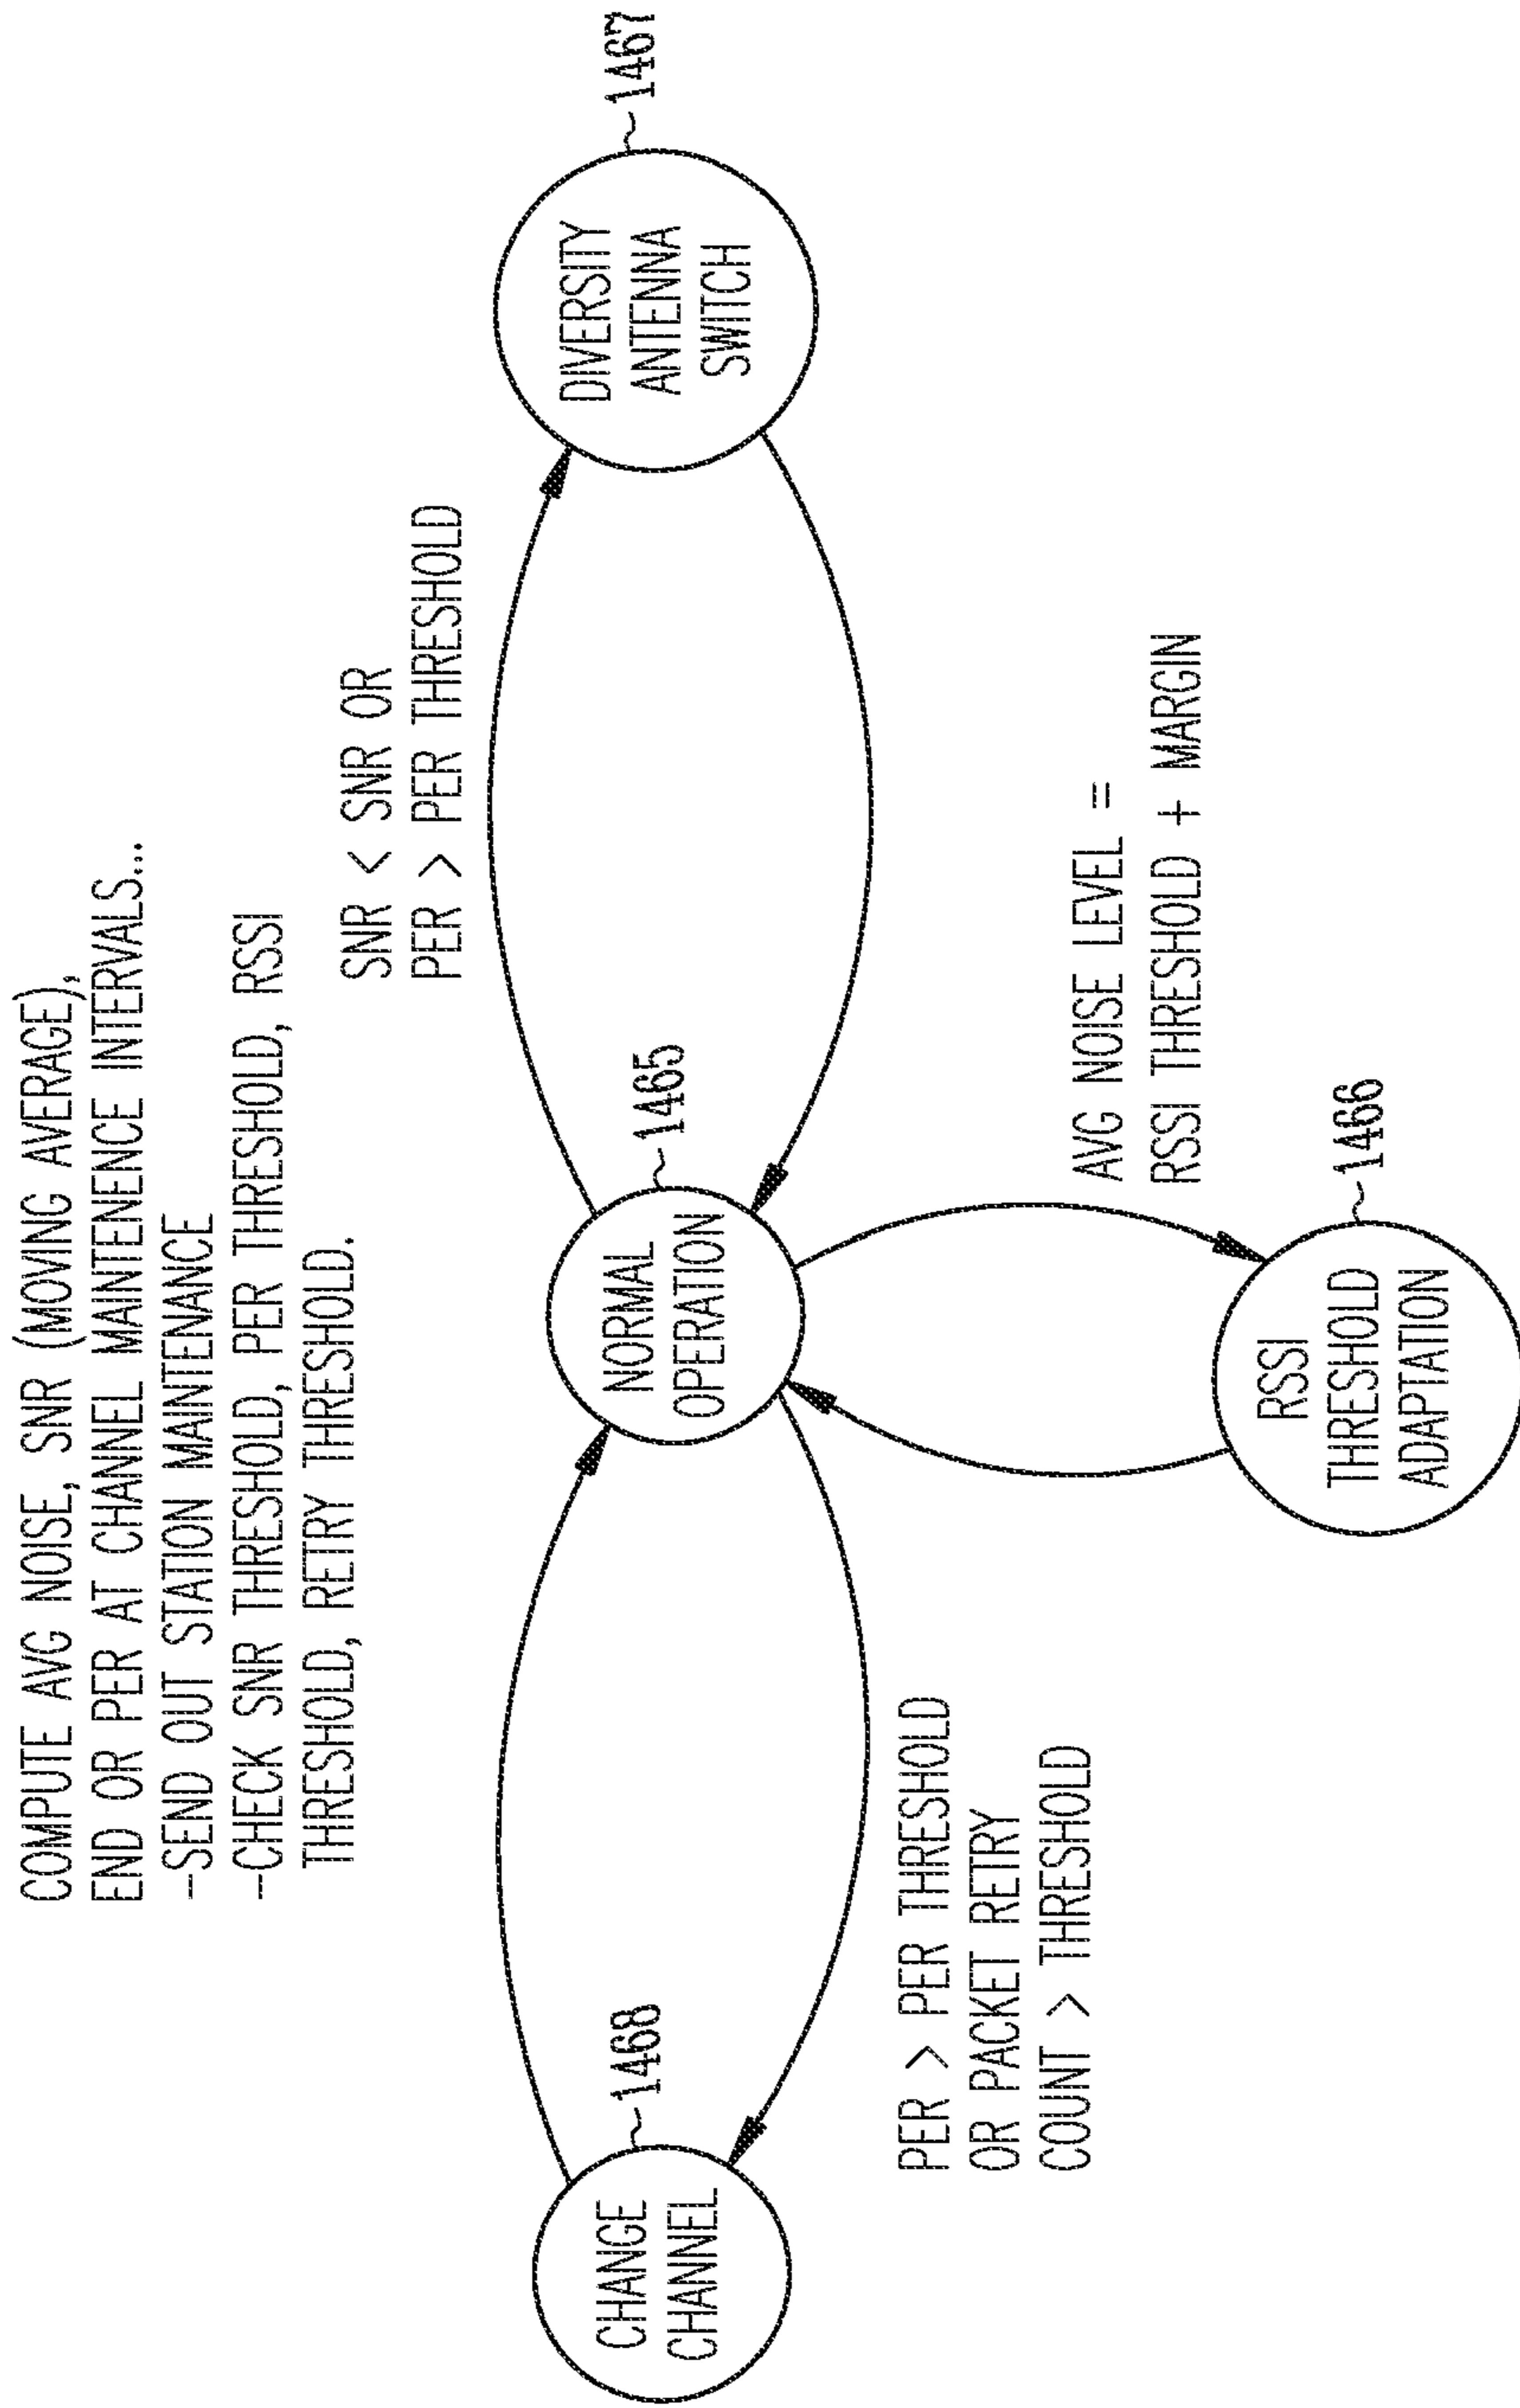 COMPUTE AVG NOISE, SNR (MOVING AVERAGE),
END OR PER AT CHANNEL MAINTENENCE INTERVALS...
-SEND OUT STATION MAINTENANCE
-CHECK SNR THRESHOLD, PER THRESHOLD, RSSI
THRESHOLD, RETRY THRESHOLD.
SNR < SNR OR
PER > PER THRESHOLD
1468
CHANGE
CHANNEL
1465
NORMAL
OPERATION
1467
DIVERSITY
ANTENNA
SWITCH
PER > PER THRESHOLD
OR PACKET RETRY
COUNT > THRESHOLD
AVG NOISE LEVEL =
RSSI THRESHOLD + MARGIN
1466
RSSI
THRESHOLD
ADAPTATION